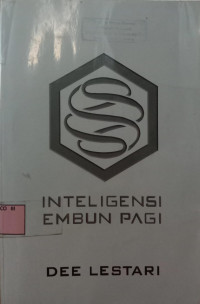 INTELIGENSI
EMBUN PAGI
DEE LESTARI